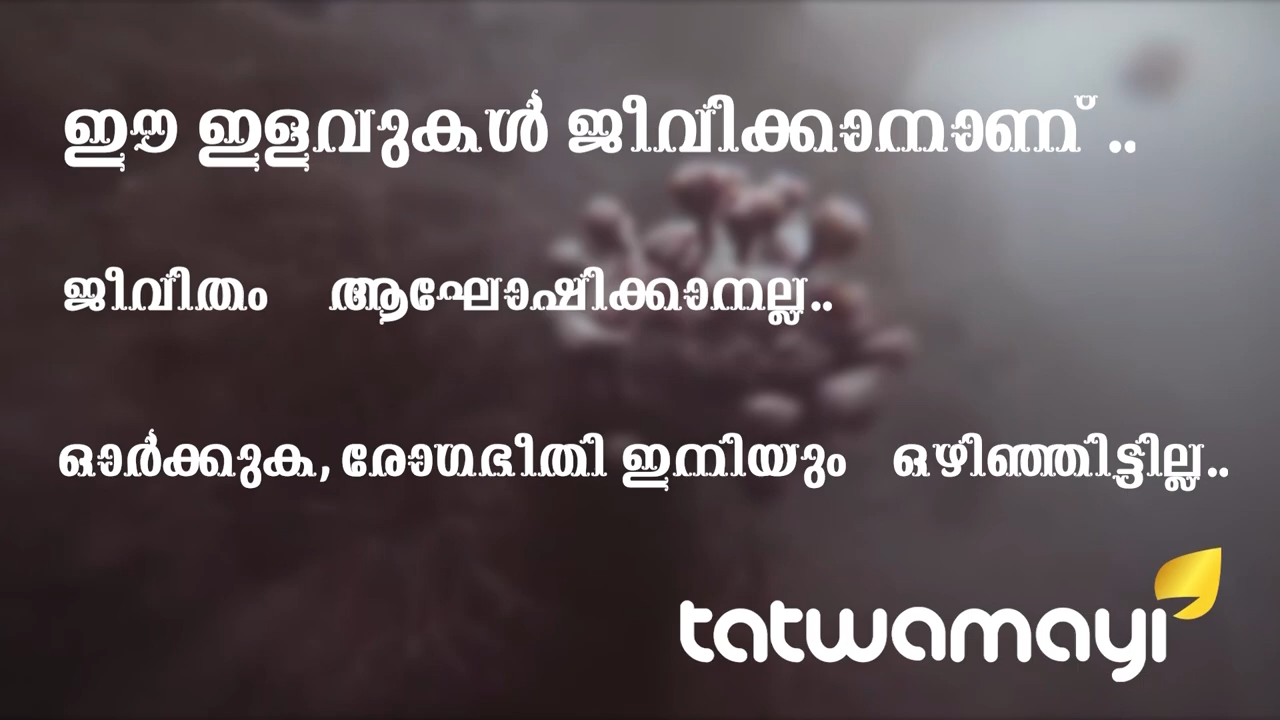 ഈ ഇളവുകൾ ജീവിക്കാനാണ് ..
ജീവിതം ആഘോഷിക്കാനല്ല..
ഓർക്കുക, രോഗഭീതി ഇനിയും ഒഴിഞ്ഞിട്ടില്ല..
tatwamayi